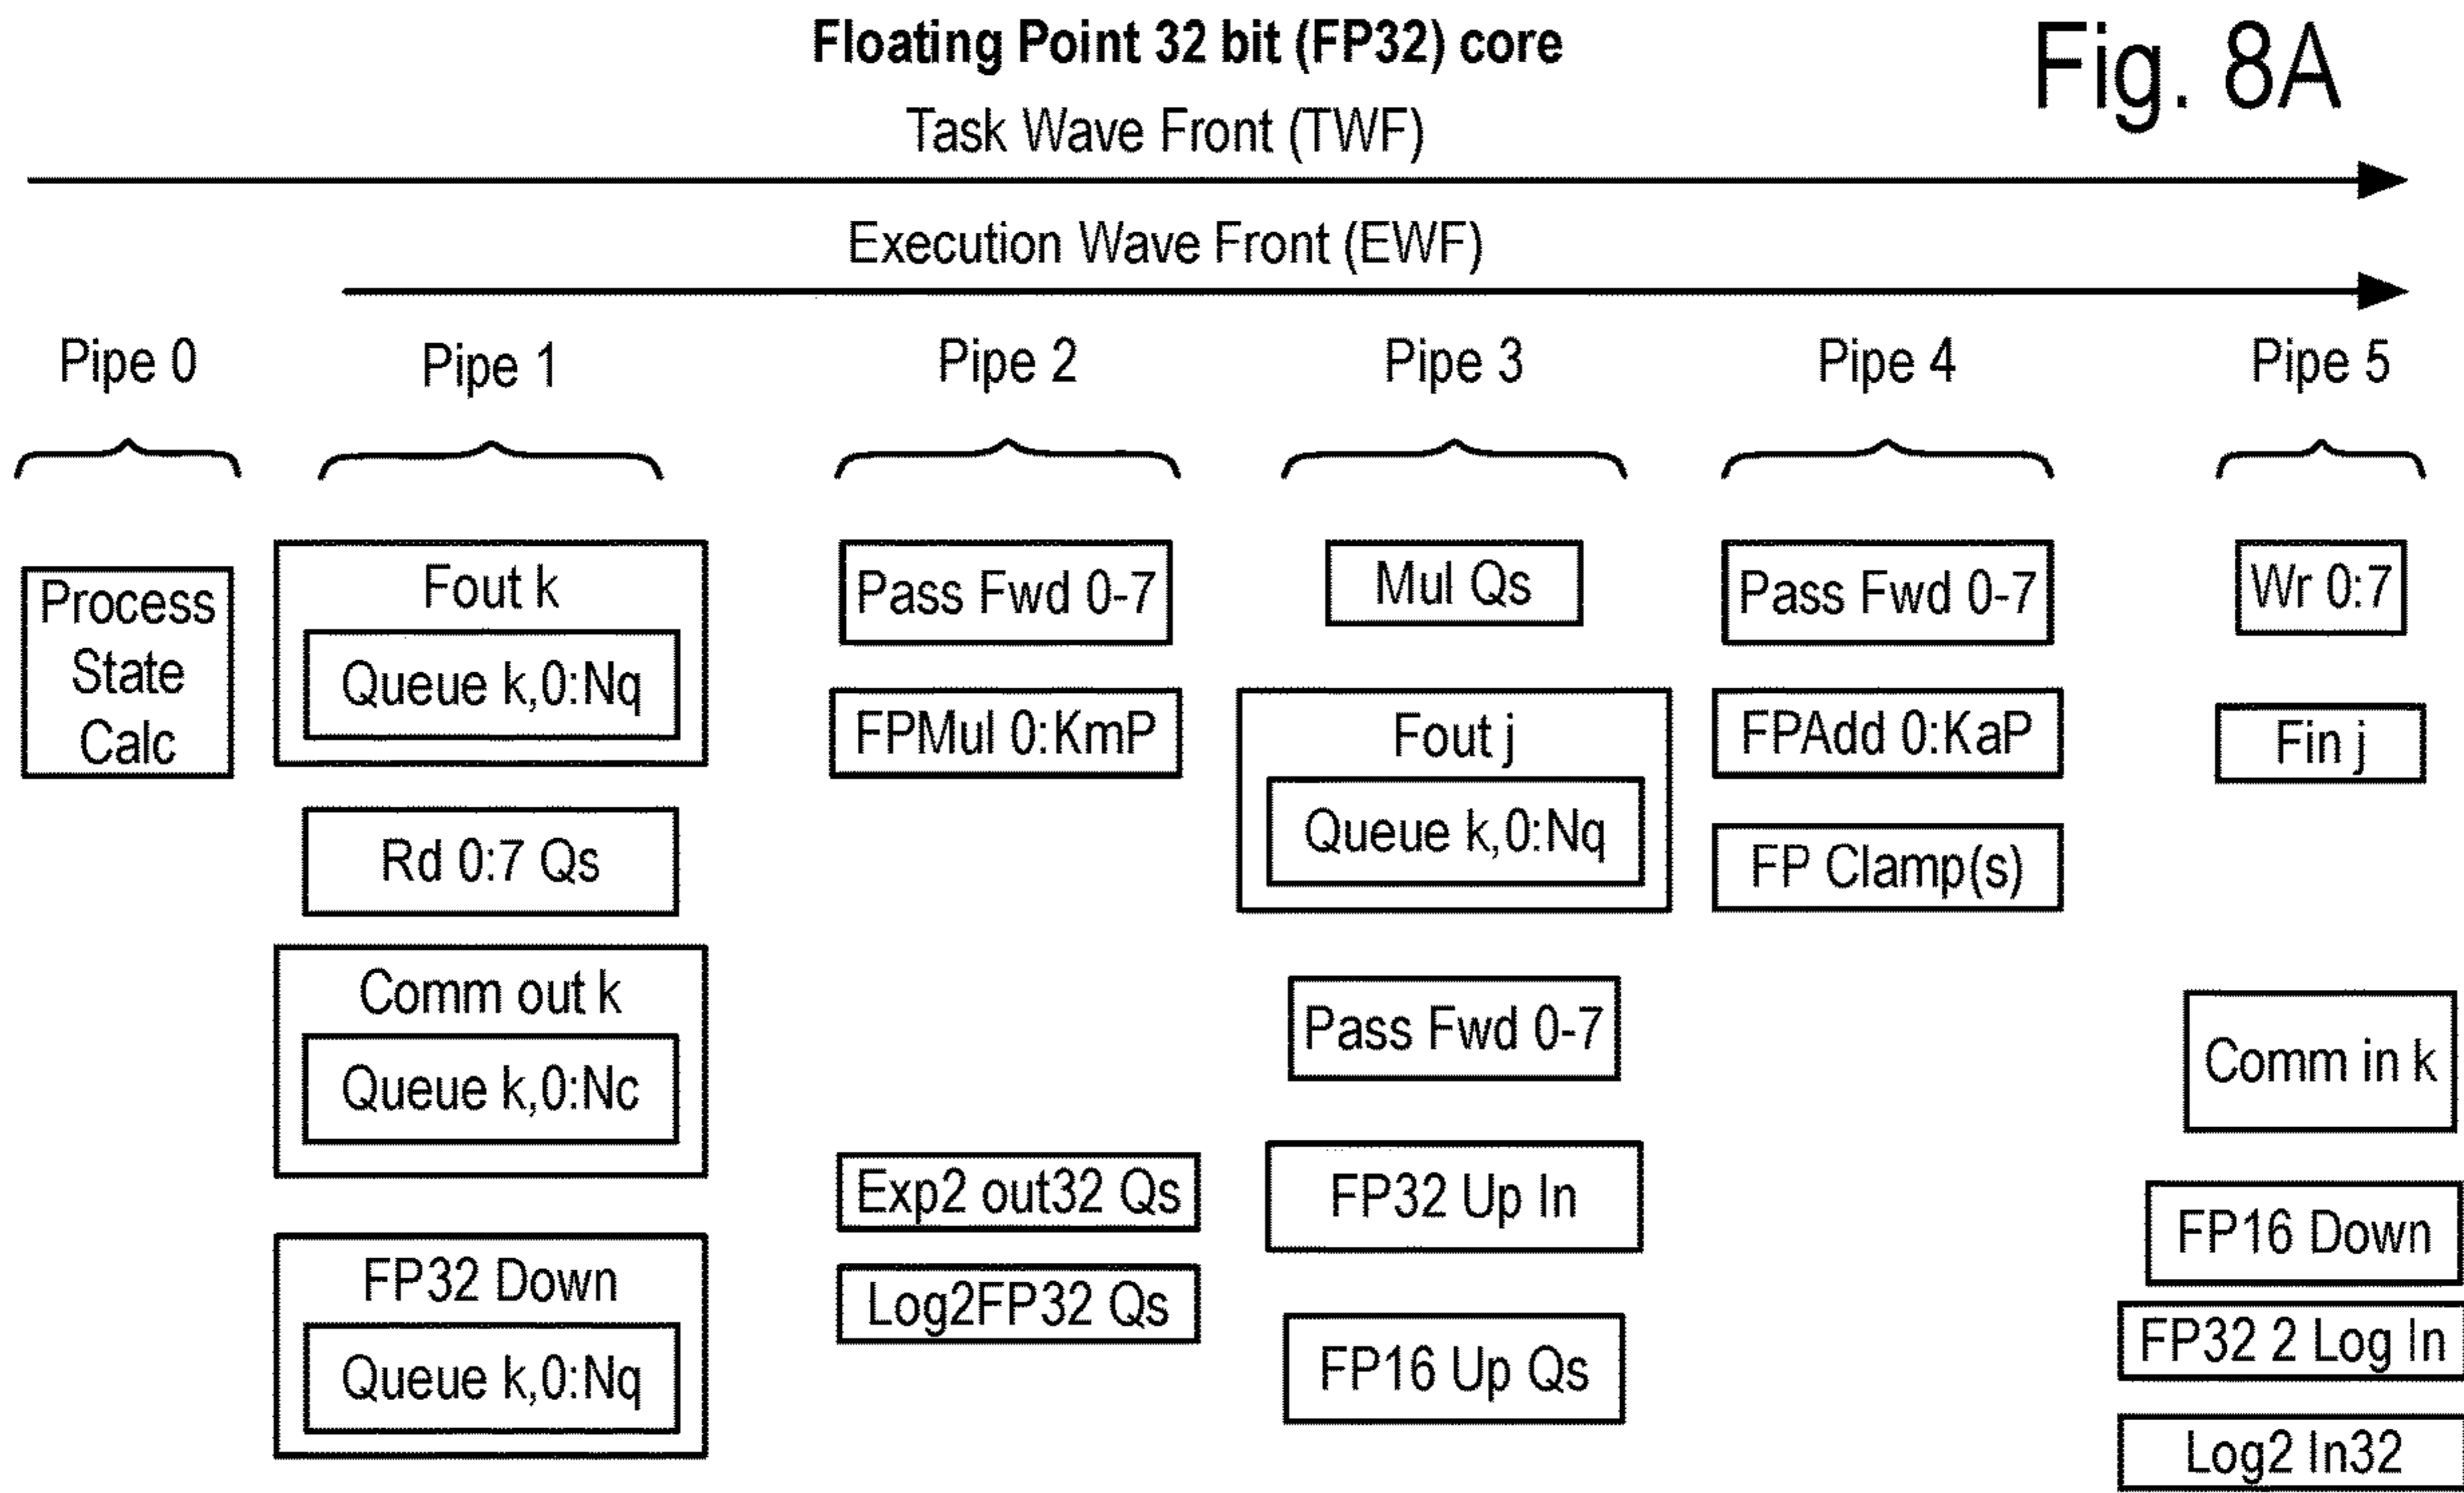 Floating Point 32 bit (FP32) core
Fig. 8A
Task Wave Front (TWF)
Execution Wave Front (EWF)
Pipe 0
Pipe 1
Pipe 2
Pipe 3
Pipe 4
Pipe 5
Process
State
Calc
Fout k
Queue k,0:Nq
Rd 0:7 Qs
Comm out k
Queue k,0:Nc
FP32 Down
Queue k,0:Nq
Pass Fwd 0-7
FPMul 0:KmP
Exp2 out32 Qs
Log2FP32 Qs
Mul Qs
Fout j
Queue k,0:Nq
Pass Fwd 0-7
FP32 Up In
FP16 Up Qs
Pass Fwd 0-7
FPAdd 0:KaP
FP Clamp(s)
Wr 0:7
Fin j
Comm in k
FP16 Down
FP32 2 Log In
Log2 In32